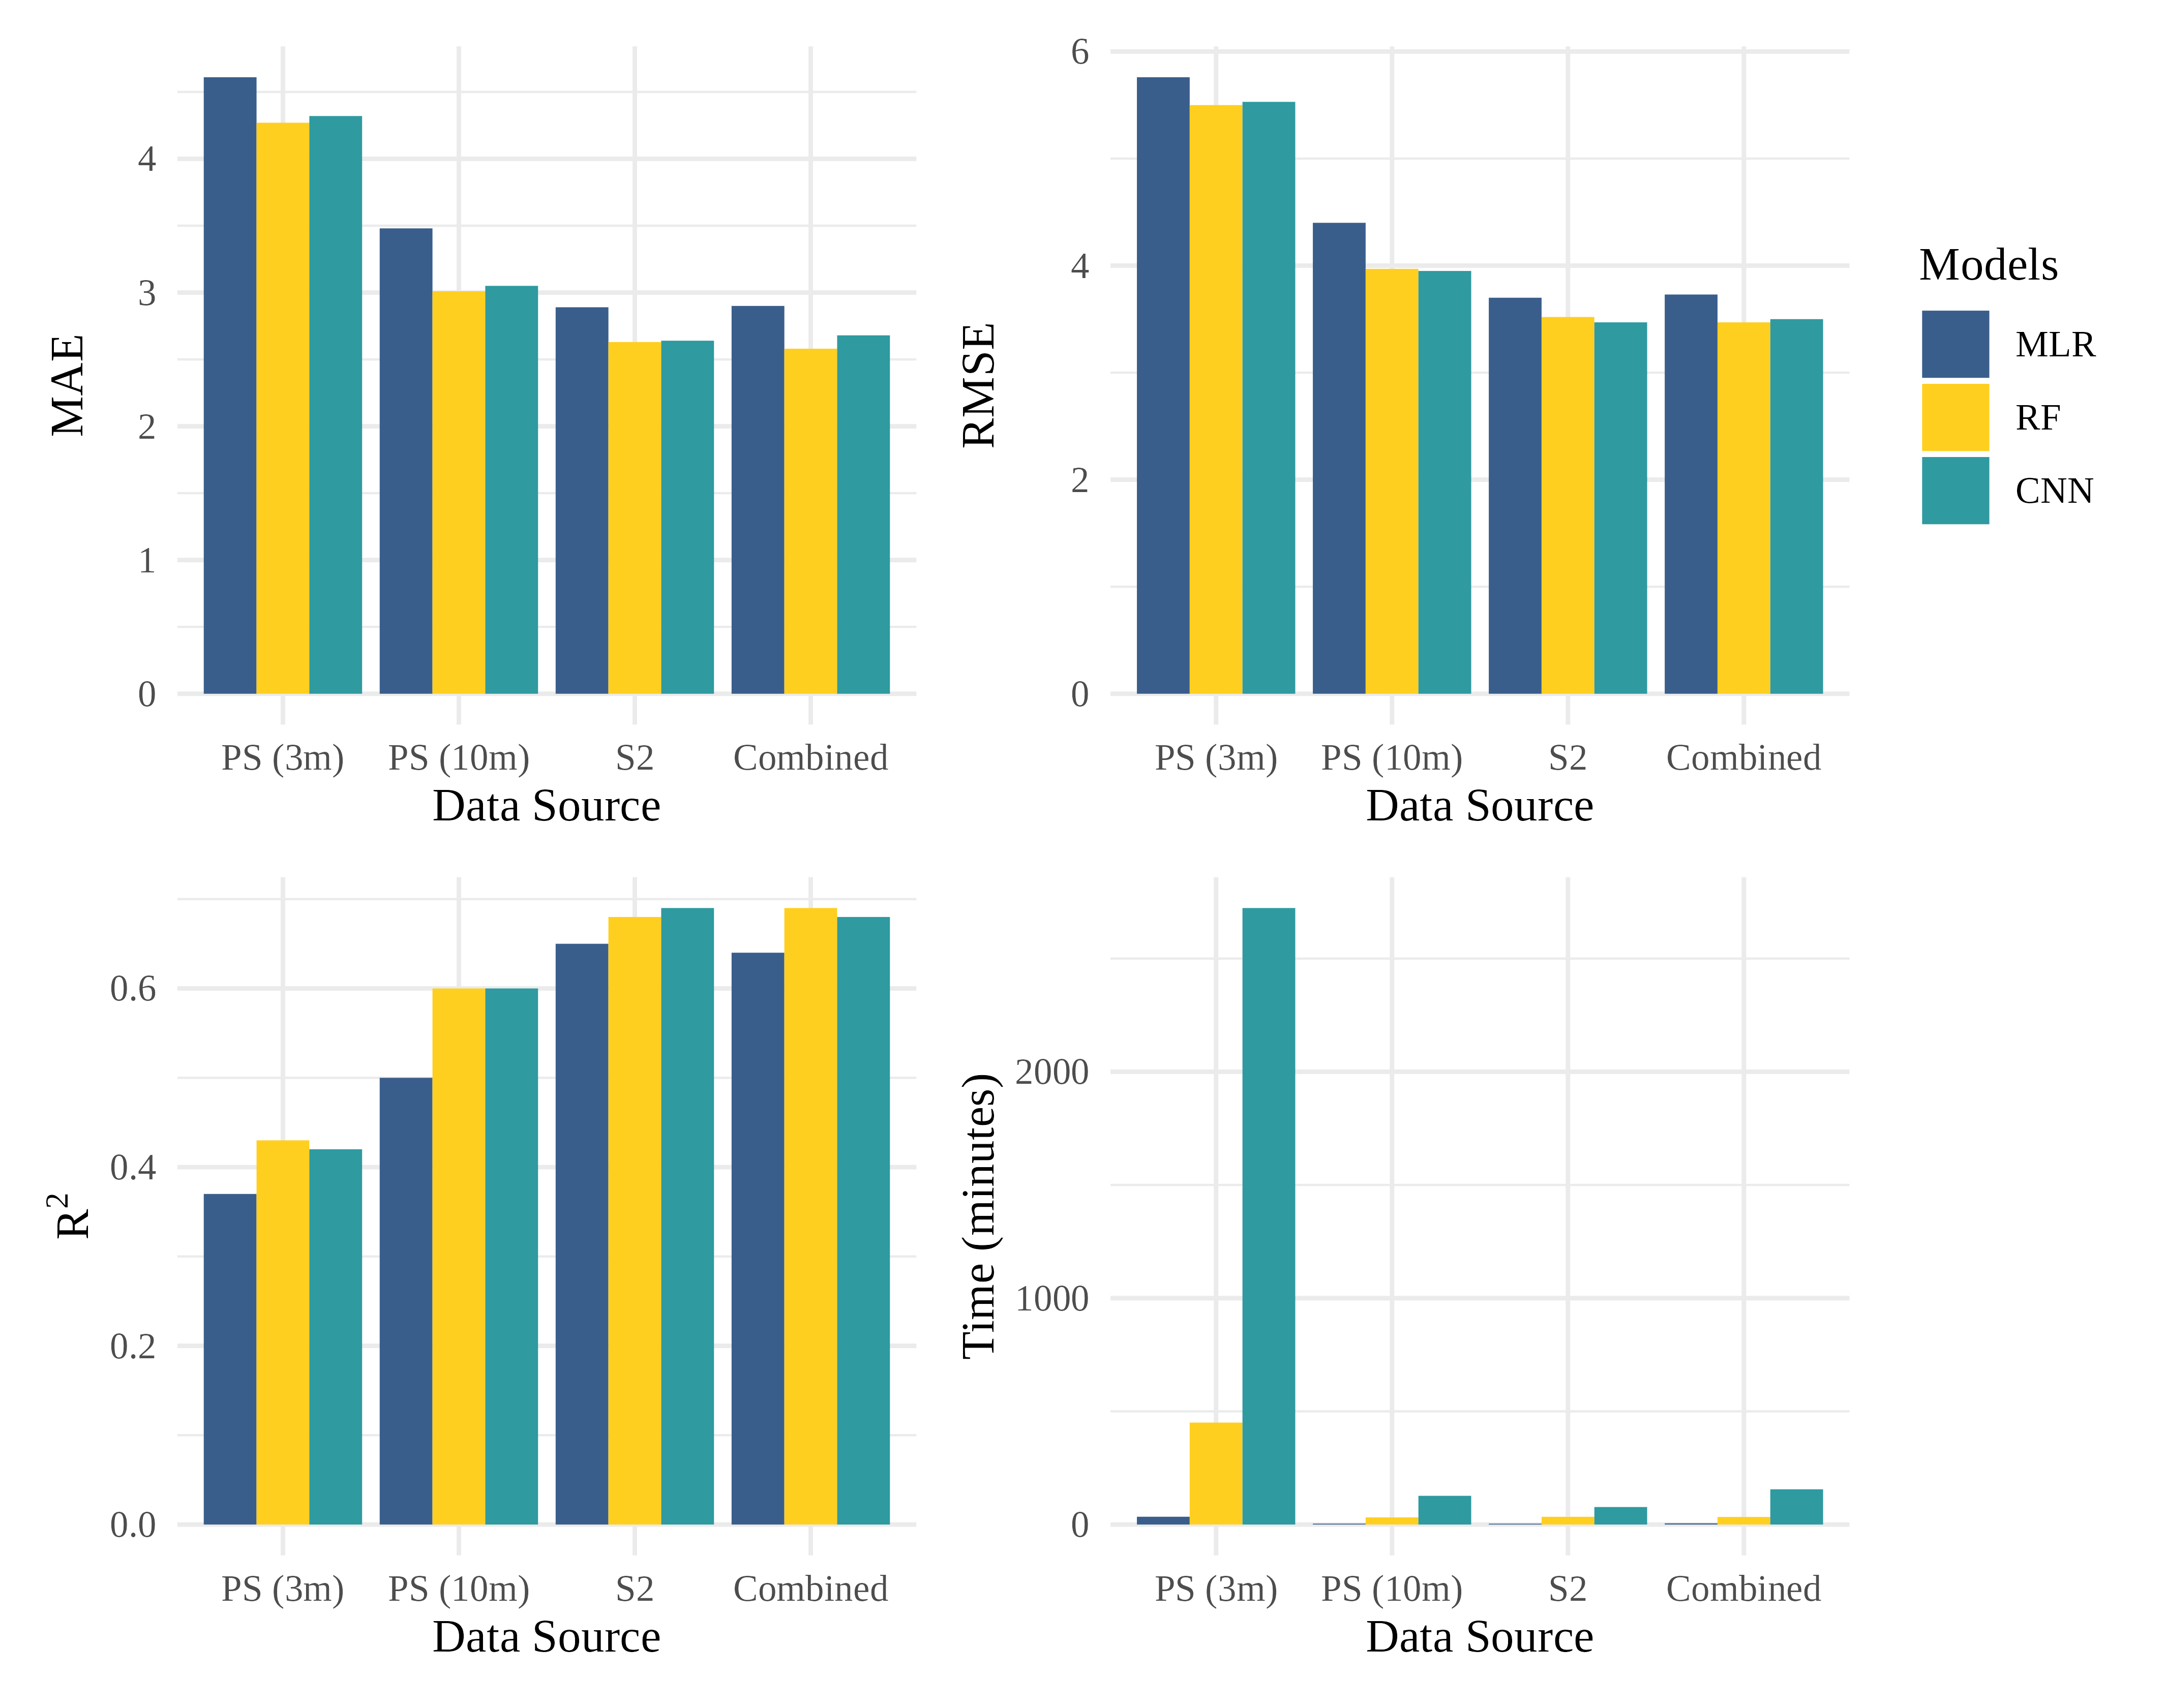 MAE
4
3
2
1
0
PS (3m) PS (10m) S2 Combined
Data Source
RMSE
6
4
2
0
PS (3m) PS (10m) S2 Combined
Data Source
Models
MLR
RF
CNN
R²
0.6
0.4
0.2
0.0
PS (3m) PS (10m) S2 Combined
Data Source
Time (minutes)
2000
1000
0
PS (3m) PS (10m) S2 Combined
Data Source